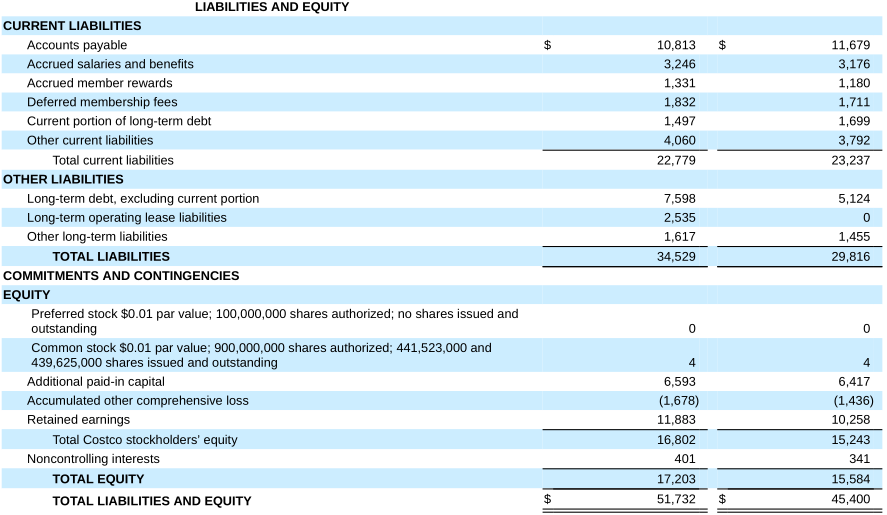 LIABILITIES AND EQUITY
CURRENT LIABILITIES
Accounts payable $ 10,813 $ 11,679
Accrued salaries and benefits 3,246 3,176
Accrued member rewards 1,331 1,180
Deferred membership fees 1,832 1,711
Current portion of long-term debt 1,497 1,699
Other current liabilities 4,060 3,792
Total current liabilities 22,779 23,237
OTHER LIABILITIES
Long-term debt, excluding current portion 7,598 5,124
Long-term operating lease liabilities 2,535 0
Other long-term liabilities 1,617 1,455
TOTAL LIABILITIES 34,529 29,816
COMMITMENTS AND CONTINGENCIES
EQUITY
Preferred stock $0.01 par value; 100,000,000 shares authorized; no shares issued and
outstanding 0 0
Common stock $0.01 par value; 900,000,000 shares authorized; 441,523,000 and
439,625,000 shares issued and outstanding 4 4
Additional paid-in capital 6,593 6,417
Accumulated other comprehensive loss (1,678) (1,436)
Retained earnings 11,883 10,258
Total Costco stockholders' equity 16,802 15,243
Noncontrolling interests 401 341
TOTAL EQUITY 17,203 15,584
TOTAL LIABILITIES AND EQUITY $ 51,732 $ 45,400